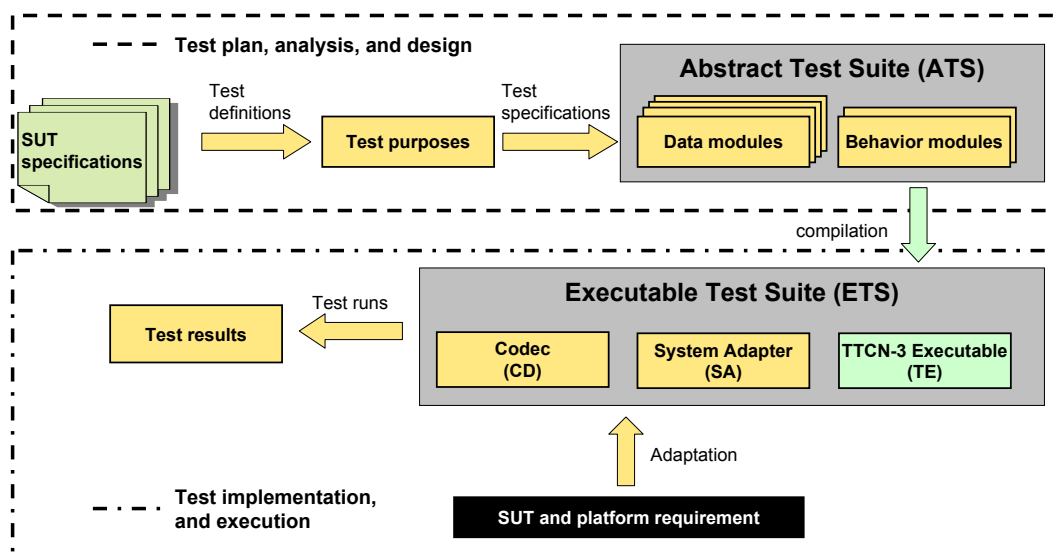 Test plan, analysis, and design
SUT
specifications
Test
definitions
Test purposes
Test
specifications
Abstract Test Suite (ATS)
Data modules
Behavior modules
compilation
Executable Test Suite (ETS)
Codec
(CD)
System Adapter
(SA)
TTCN-3 Executable
(TE)
Test runs
Test results
Adaptation
SUT and platform requirement
Test implementation,
and execution